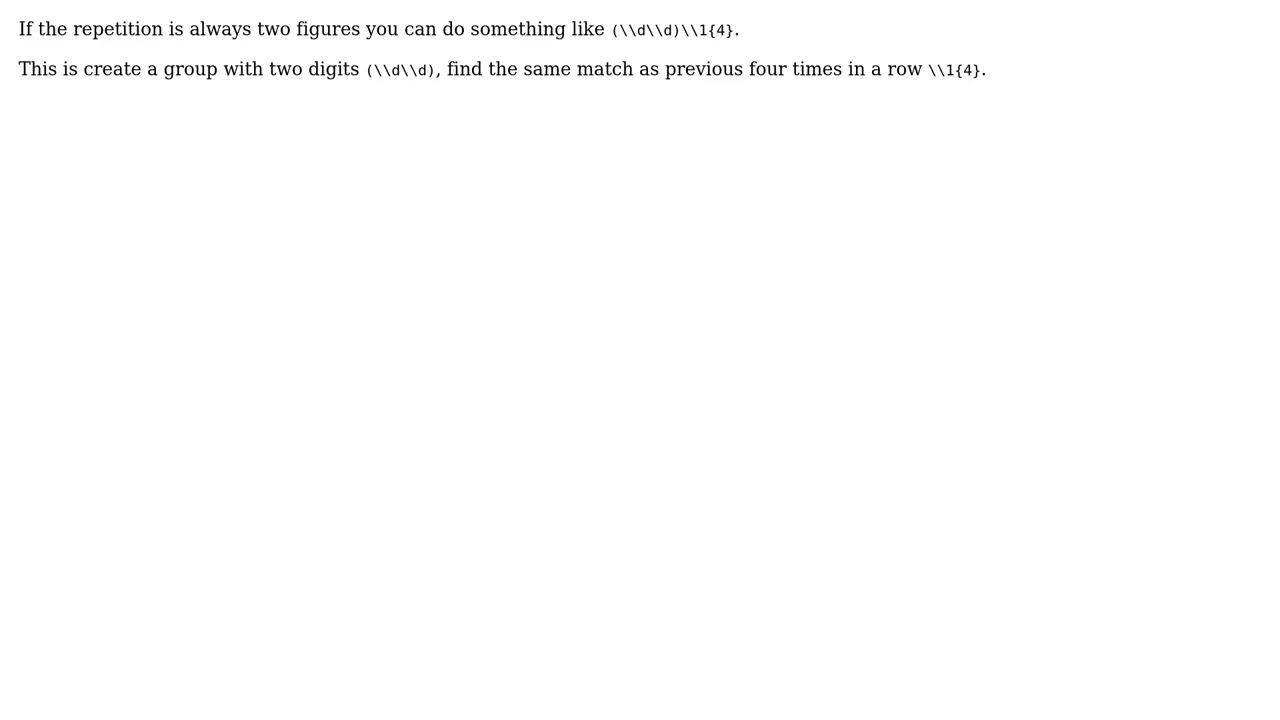 If the repetition is always two figures you can do something like (\\d\\d)\\1{4}.
This is create a group with two digits (\\d\\d), find the same match as previous four times in a row \\1{4}.